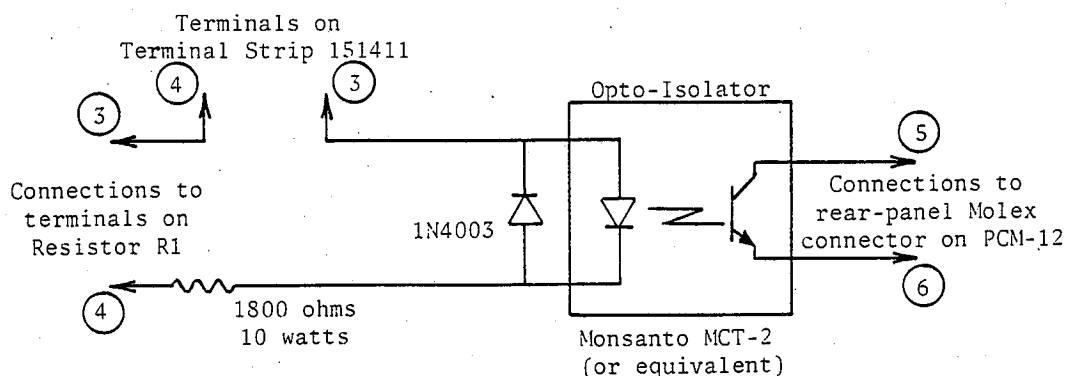 Terminals on
Terminal Strip 151411
4
3
3
Opto-Isolator
5
Connections to
terminals on
Resistor R1
1N4003
Connections to
rear-panel Molex
connector on PCM-12
4
1800 ohms
10 watts
6
Monsanto MCT-2
(or equivalent)